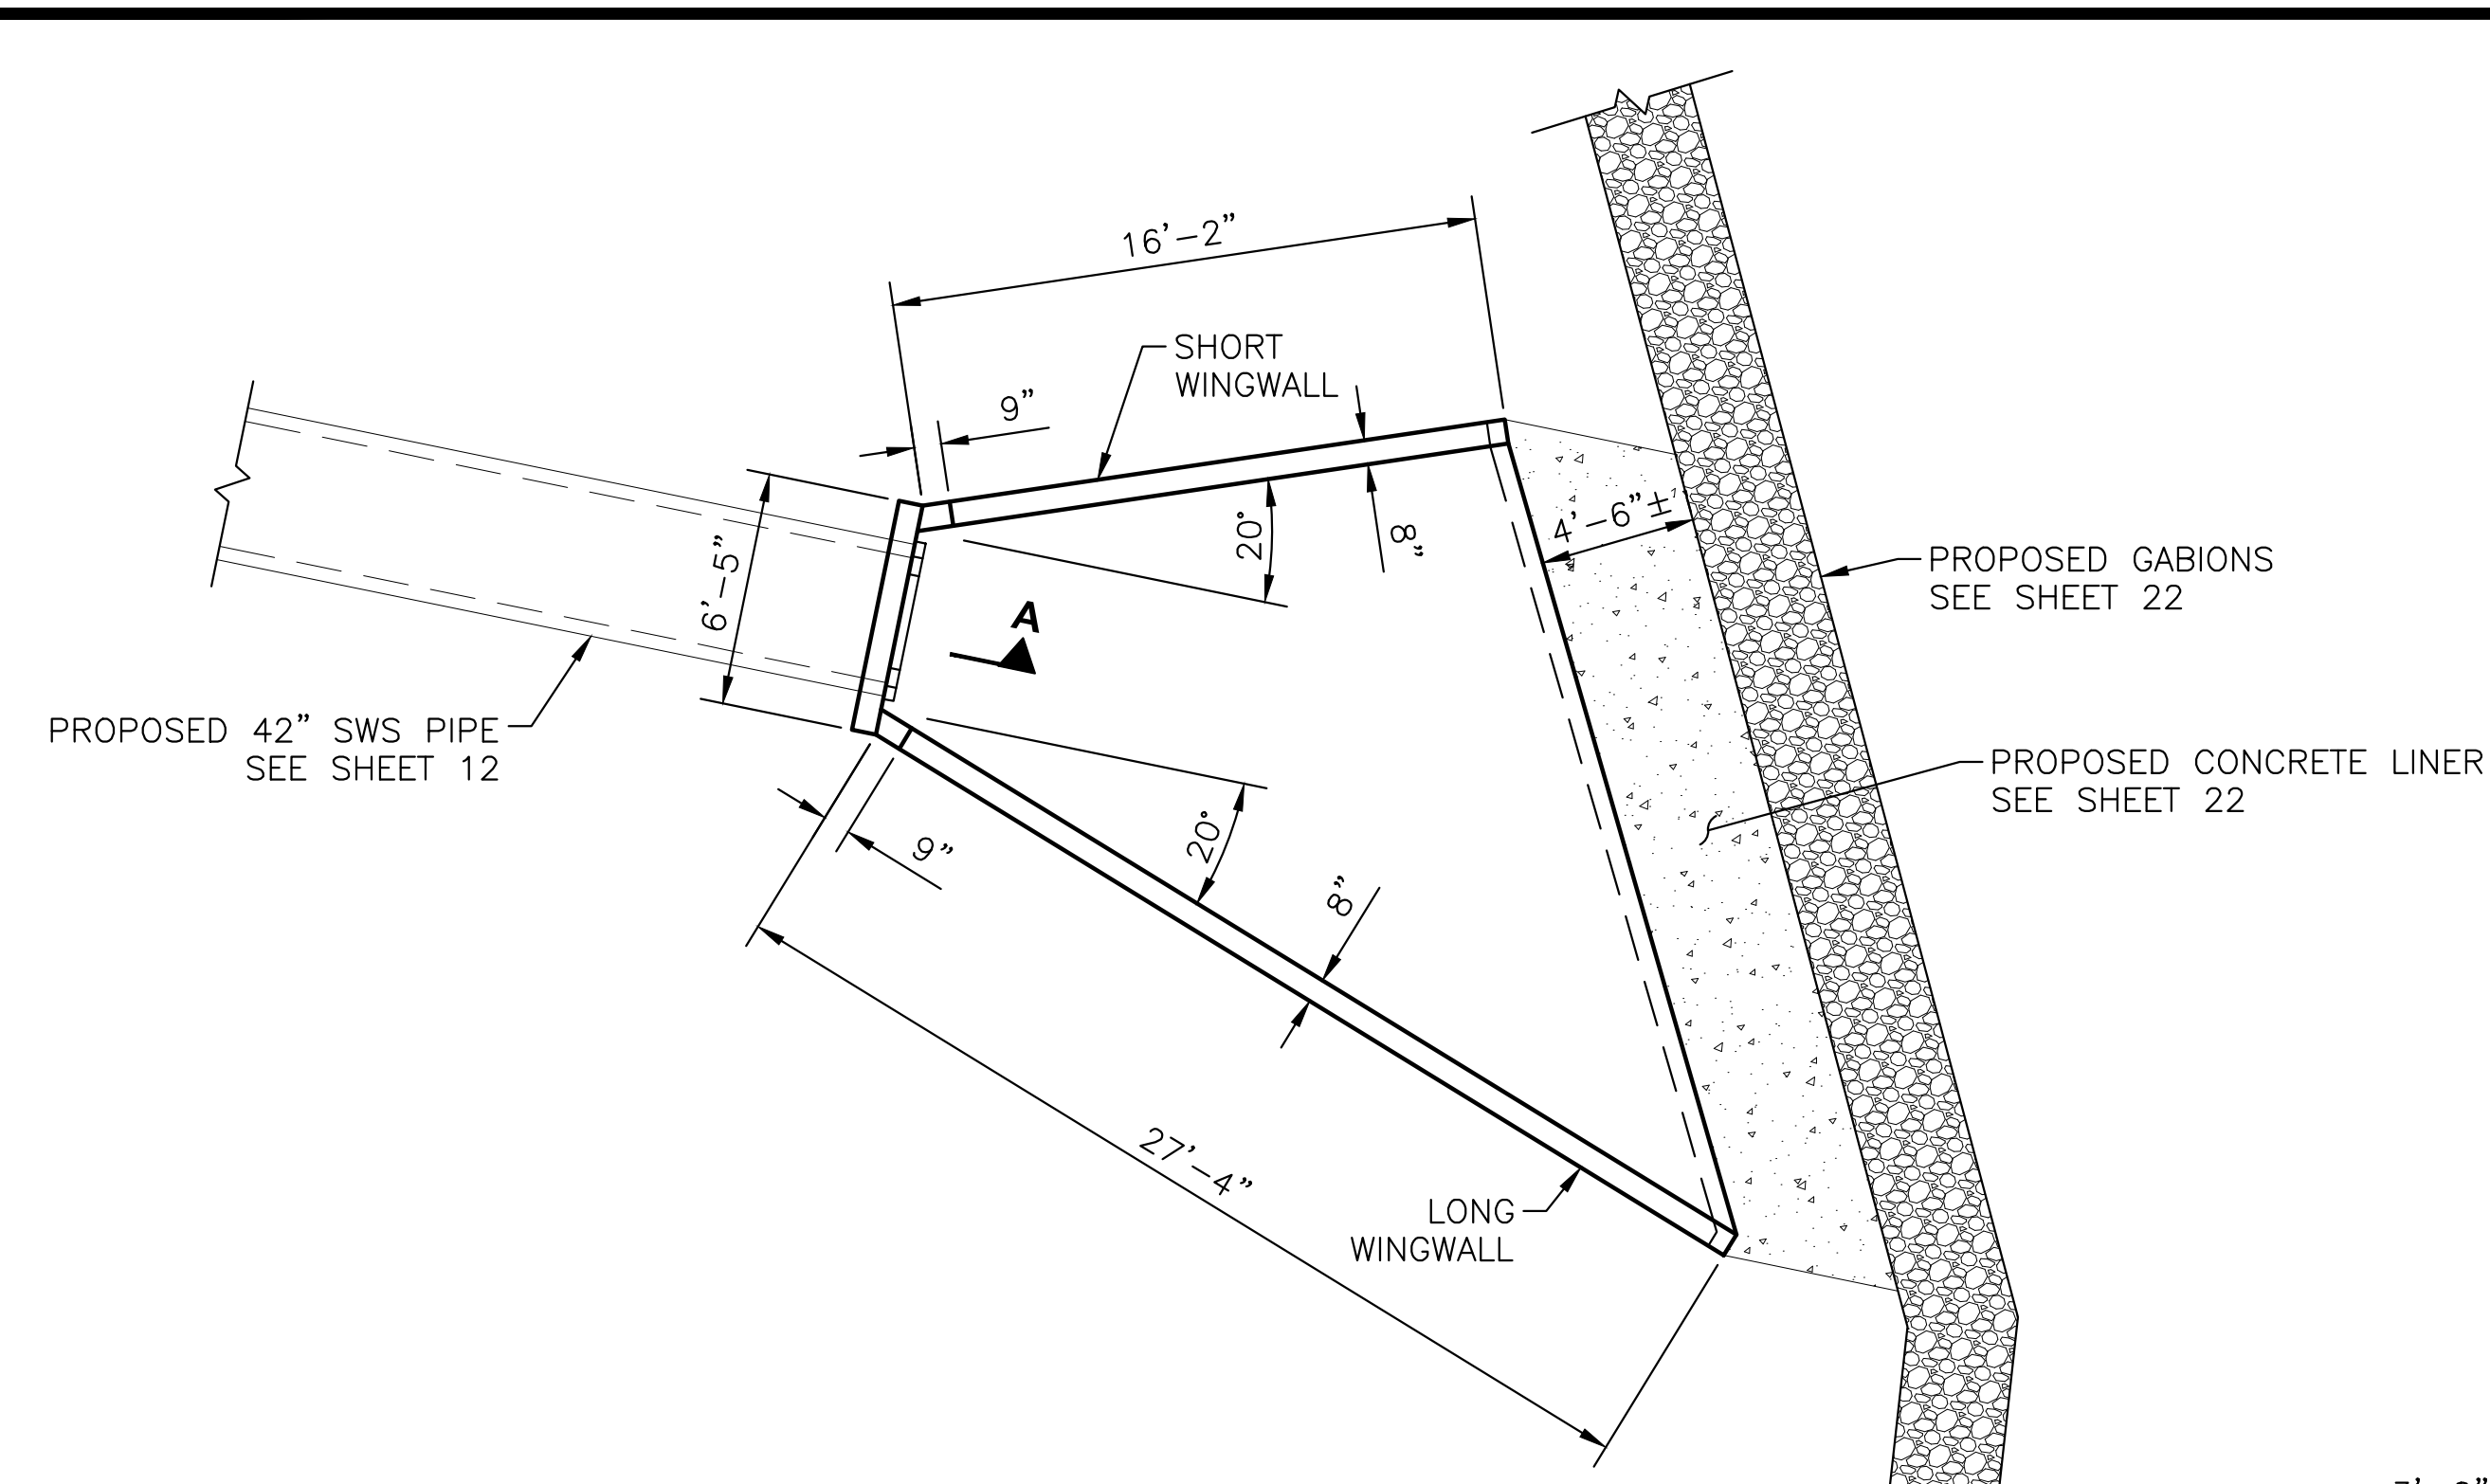 16'-2"
SHORT
WINGWALL
9"
6'-5"
20°
8"
4'-6"±
A
PROPOSED GABIONS
SEE SHEET 22
PROPOSED 42" SWS PIPE
SEE SHEET 12
PROPOSED CONCRETE LINER
SEE SHEET 22
9"
20°
8"
27'-4"
LONG
WINGWALL